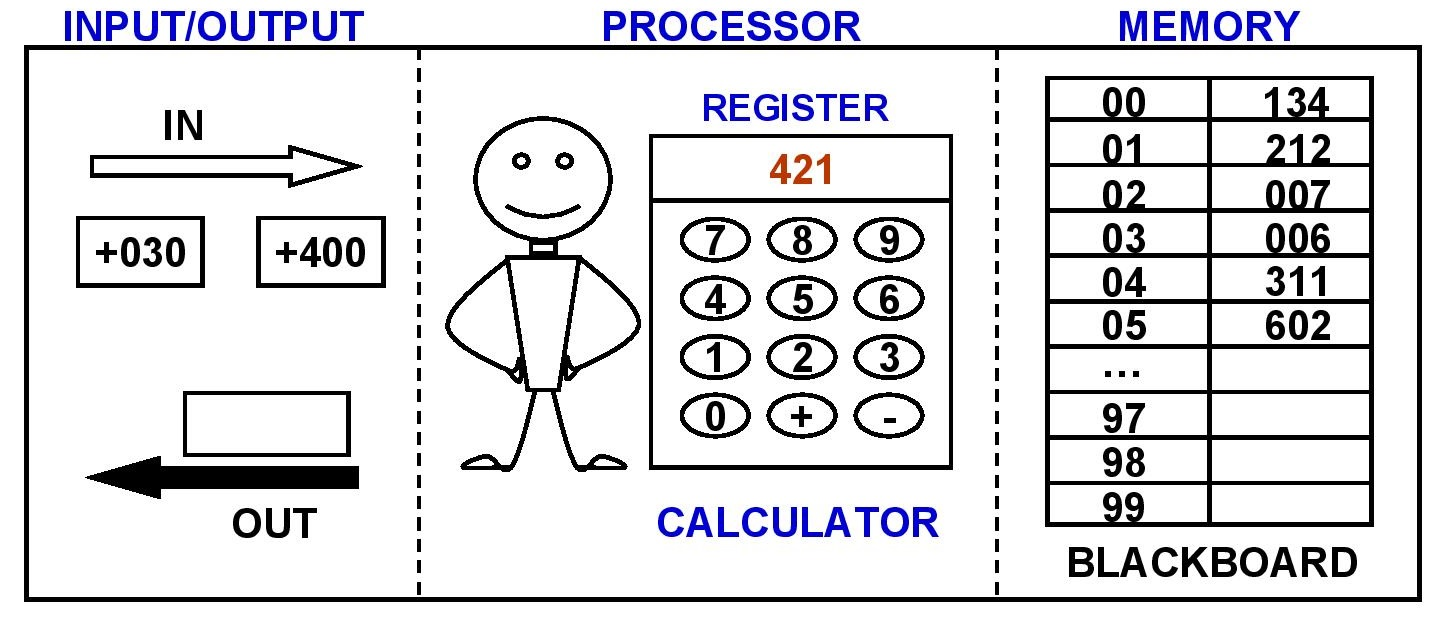 INPUT/OUTPUT PROCESSOR MEMORY
IN
+030 +400
OUT
REGISTER
421
7 8 9
4 5 6
1 2 3
0 + -
CALCULATOR
00 134
01 212
02 007
03 006
04 311
05 602
...
97
98
99
BLACKBOARD